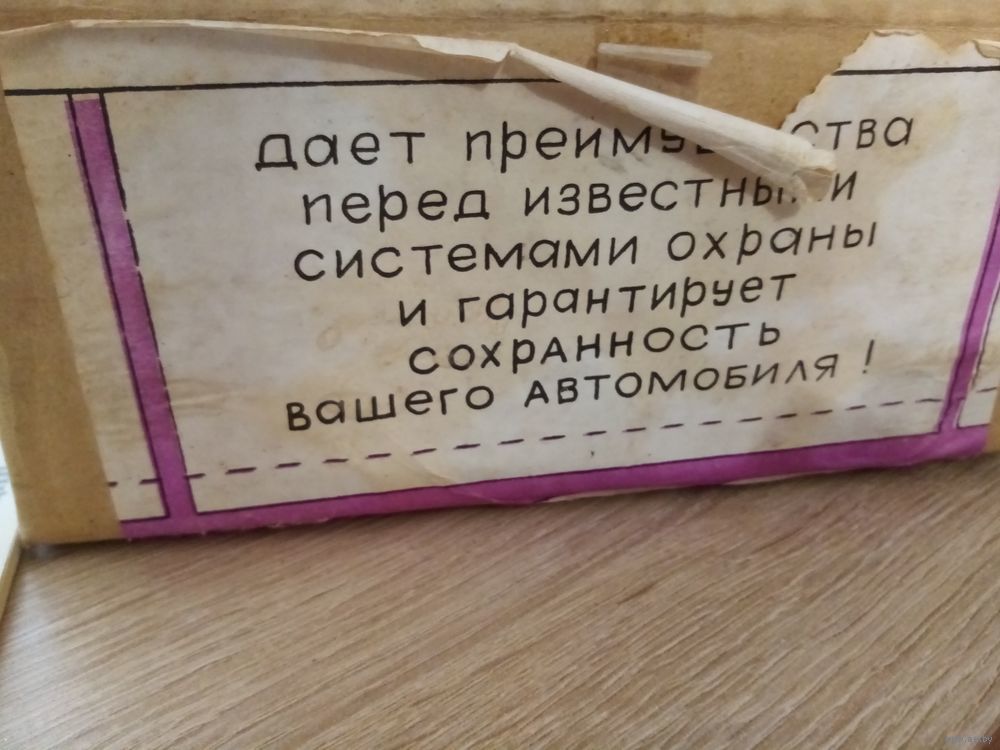 дает
перед
системами охраны
и гарантирует
сохранность
вашего автомобиля !